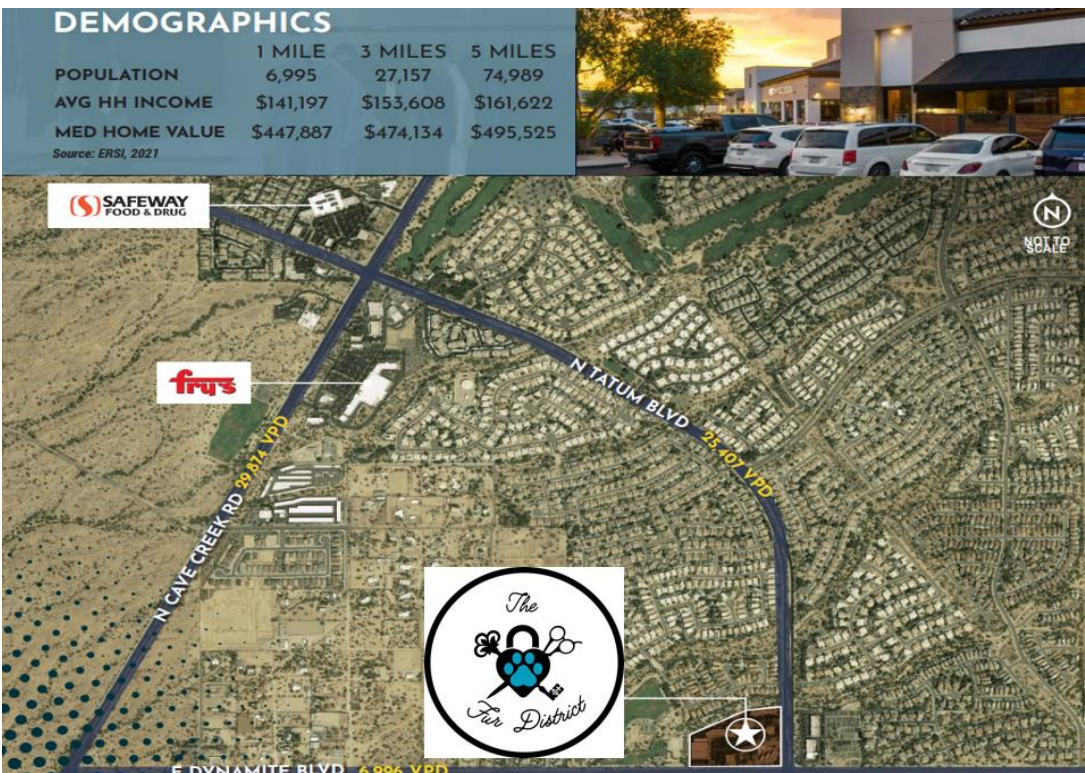 DEMOGRAPHICS
1 MILE 3 MILES 5 MILES
POPULATION 6,995 27,157 74,989
AVG HH INCOME $141,197 $153,608 $161,622
MED HOME VALUE $447,887 $474,134 $495,525
Source: ERSI, 2021
SAFEWAY
FOOD & DRUG
N
NOT TO
SCALE
fry's
N TATUM BLVD 25,407 VPD
N CAVE CREEK RD 29,814 VPD
The
Fur District
E DYNAMITE BLVD 6,996 VPD